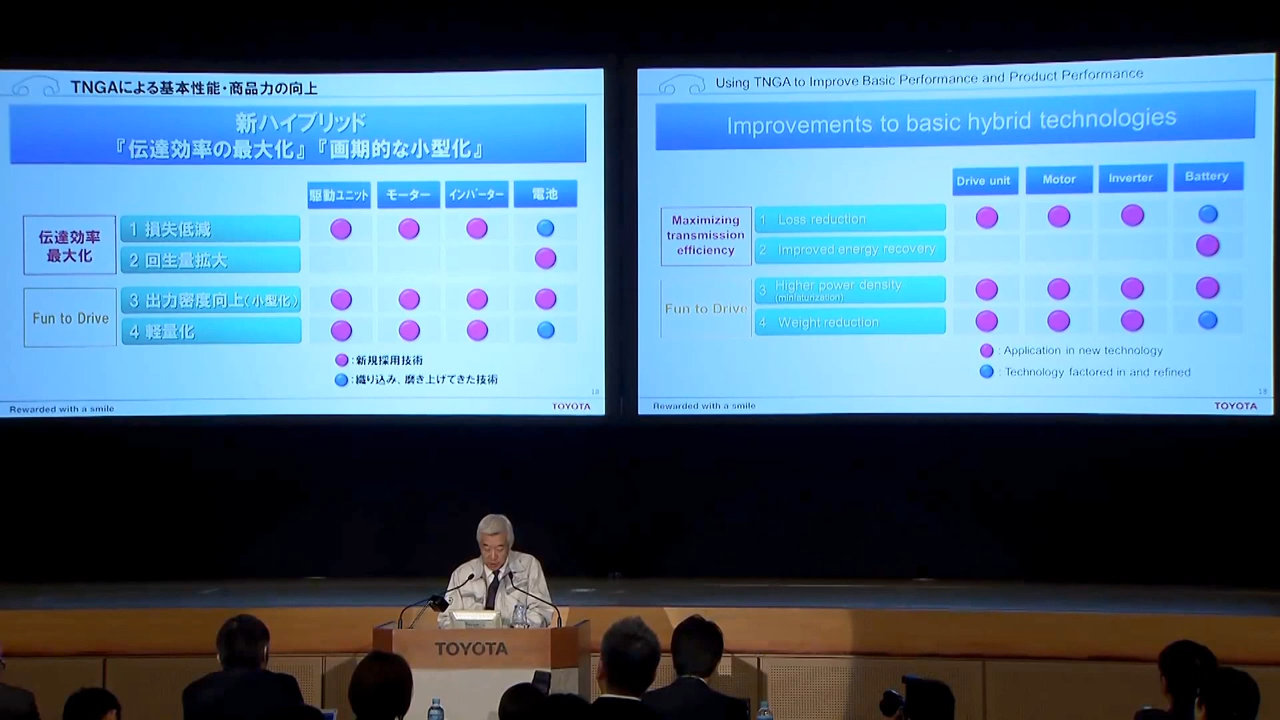 TNGAによる基本性能・商品力の向上
新ハイブリッド
『伝達効率の最大化』『画期的な小型化』
駆動ユニット
モーター
インバーター
電池
伝達効率
最大化
1 損失低減
2 回生量拡大
Fun to Drive
3 出力密度向上(小型化)
4 軽量化
:新規採用技術
:織り込み、磨き上げてきた技術
18
Rewarded with a smile
TOYOTA
Using TNGA to Improve Basic Performance and Product Performance
Improvements to basic hybrid technologies
Drive unit
Motor
Inverter
Battery
Maximizing
transmission
efficiency
1 Loss reduction
2 Improved energy recovery
Fun to Drive
3 Higher power density
(miniaturization)
4 Weight reduction
: Application in new technology
: Technology factored in and refined
18
Rewarded with a smile
TOYOTA
TOYOTA